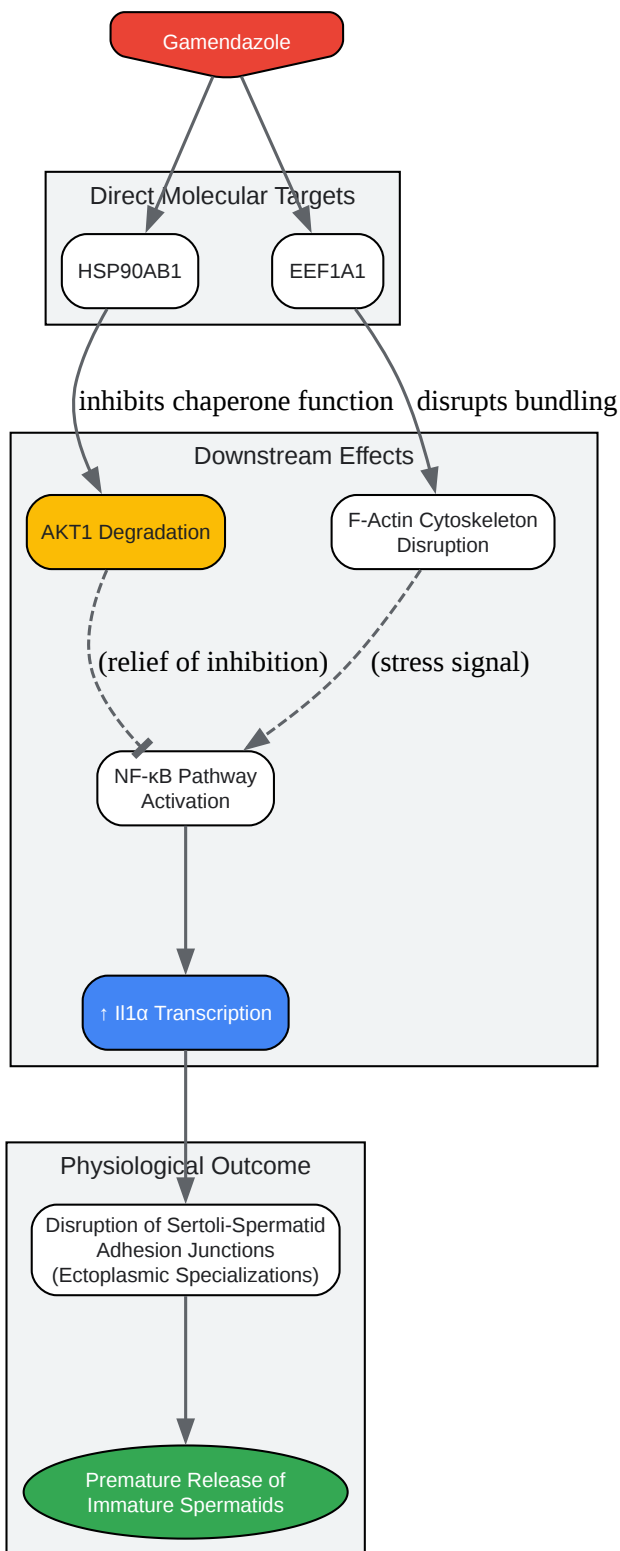 Gamendazole
Direct Molecular Targets
HSP90AB1
EEF1A1
inhibits chaperone function
disrupts bundling
Downstream Effects
AKT1 Degradation
F-Actin Cytoskeleton
Disruption
(relief of inhibition)
(stress signal)
NF-κB Pathway
Activation
↑ Il1α Transcription
Physiological Outcome
Disruption of Sertoli-Spermatid
Adhesion Junctions
(Ectoplasmic Specializations)
Premature Release of
Immature Spermatids